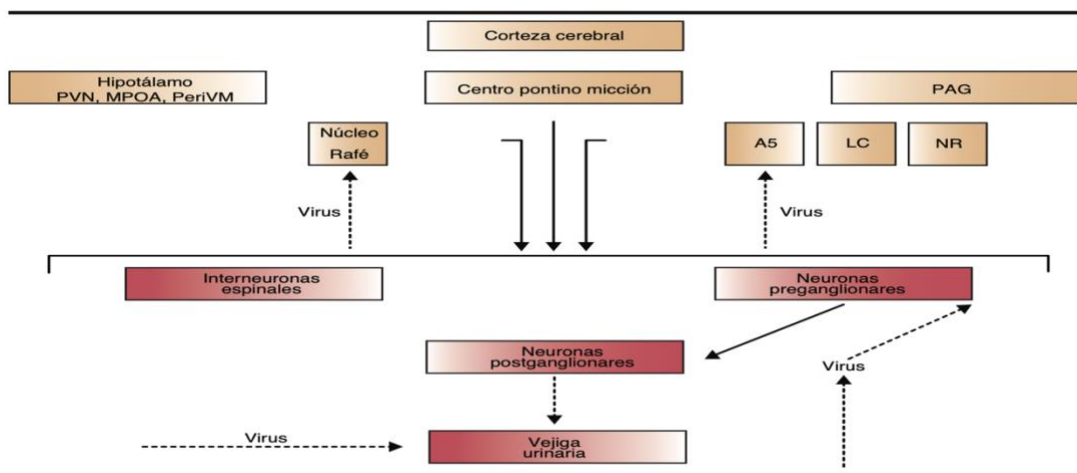 Corteza cerebral
Hipotálamo
PVN, MPOA, PeriVM
Centro pontino micción
PAG
Núcleo
Rafé
A5
LC
NR
Virus
Virus
Interneuronas
espinales
Neuronas
preganglionares
Neuronas
postganglionares
Virus
Virus
Vejiga
urinaria